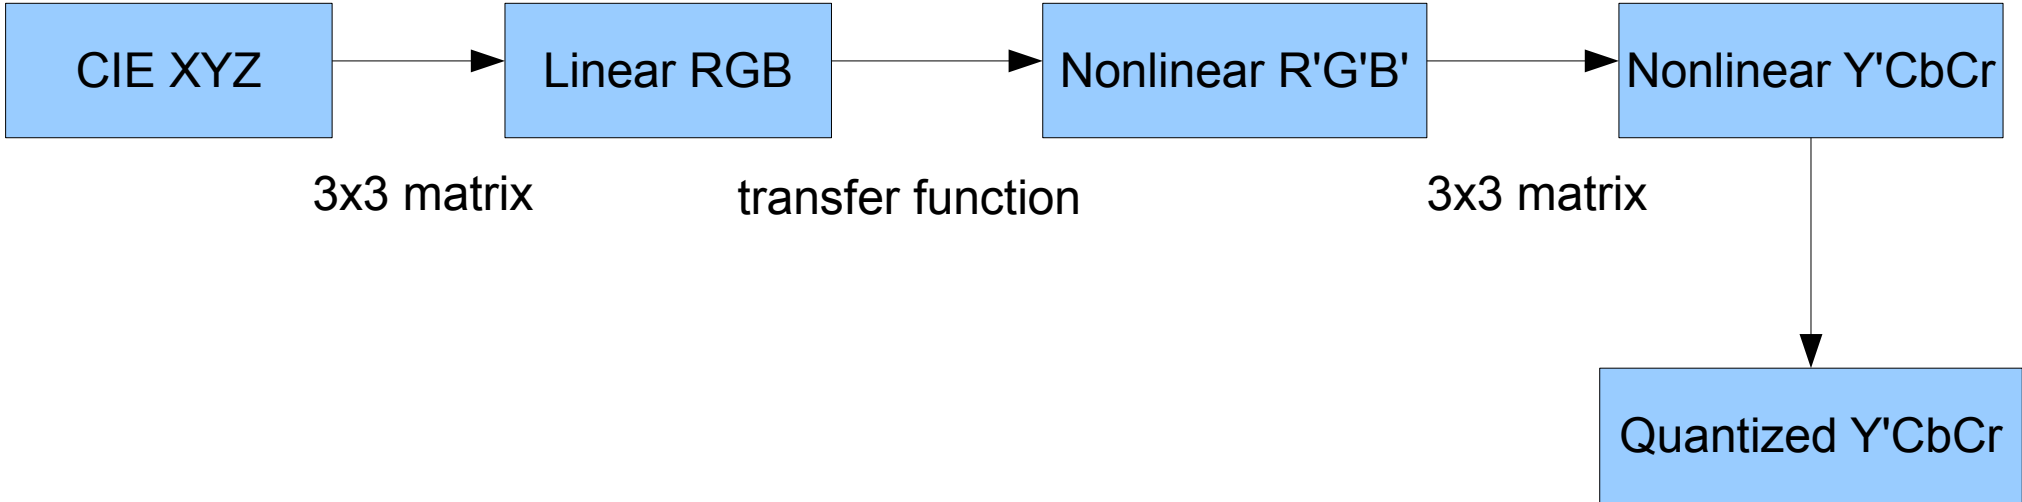 CIE XYZ
Linear RGB
Nonlinear R'G'B'
Nonlinear Y'CbCr
3x3 matrix
transfer function
3x3 matrix
Quantized Y'CbCr